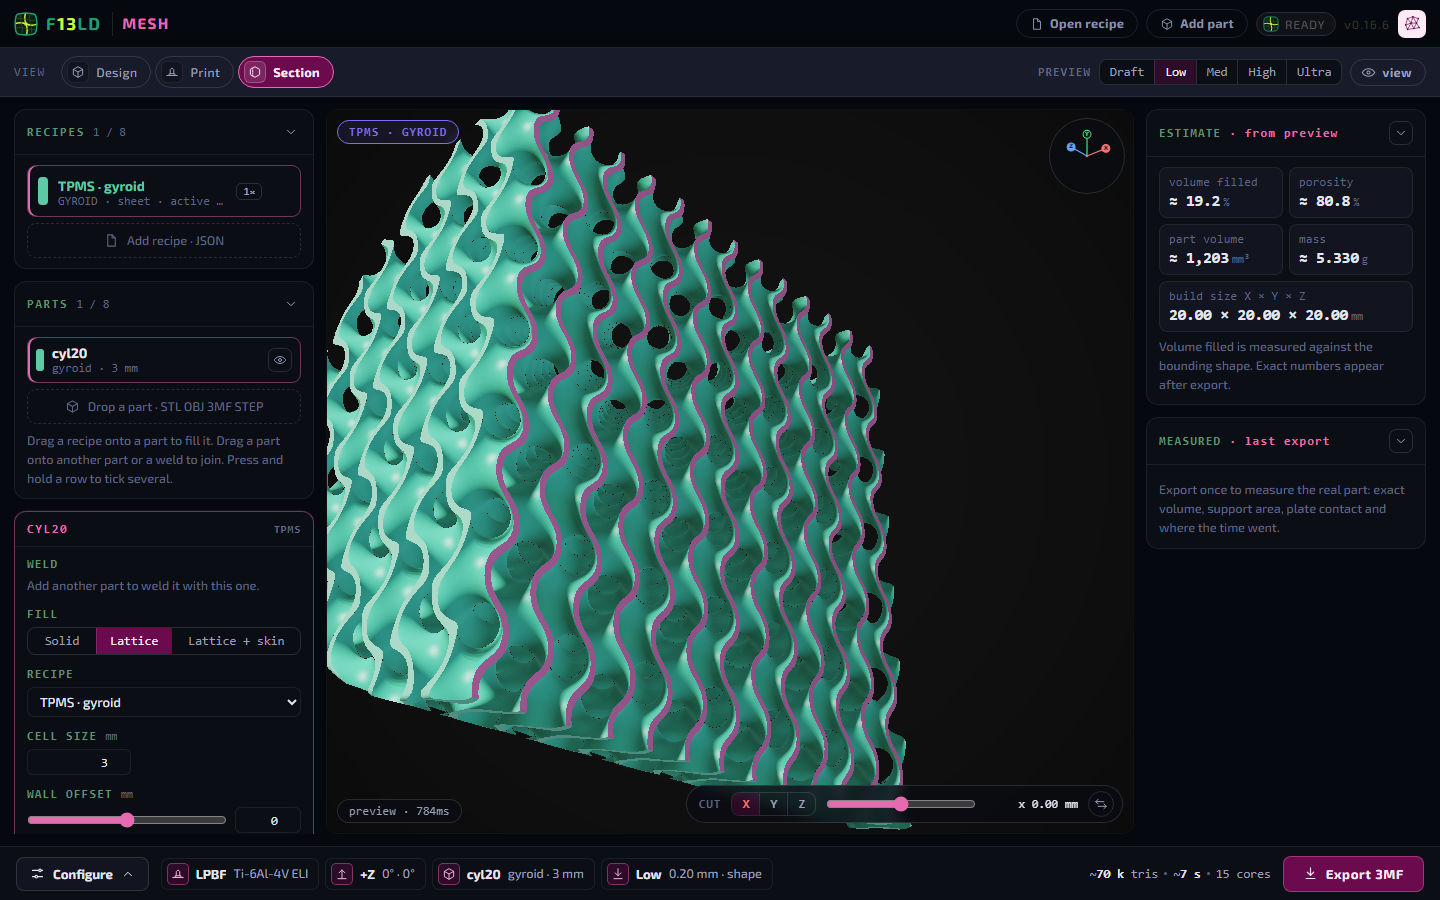 F13LD MESH
Open recipe
Add part
READY
v0.16.6
VIEW
Design
Print
Section
PREVIEW
Draft
Low
Med
High
Ultra
view
RECIPES 1 / 8
TPMS · gyroid
GYROID · sheet · active …
1×
Add recipe · JSON
PARTS 1 / 8
cyl20
gyroid · 3 mm
Drop a part · STL OBJ 3MF STEP
Drag a recipe onto a part to fill it. Drag a part
onto another part or a weld to join. Press and
hold a row to tick several.
CYL20
TPMS
WELD
Add another part to weld it with this one.
FILL
Solid
Lattice
Lattice + skin
RECIPE
TPMS · gyroid
CELL SIZE mm
3
WALL OFFSET mm
0
TPMS · GYROID
Y
Z
X
preview · 784ms
CUT
X
Y
Z
x 0.00 mm
ESTIMATE · from preview
volume filled
≈ 19.2 %
porosity
≈ 80.8 %
part volume
≈ 1,203 mm³
mass
≈ 5.330 g
build size X × Y × Z
20.00 × 20.00 × 20.00 mm
Volume filled is measured against the
bounding shape. Exact numbers appear
after export.
MEASURED · last export
Export once to measure the real part: exact
volume, support area, plate contact and
where the time went.
Configure
LPBF Ti-6Al-4V ELI
+Z 0° · 0°
cyl20 gyroid · 3 mm
Low 0.20 mm · shape
~70 k tris · ~7 s · 15 cores
Export 3MF